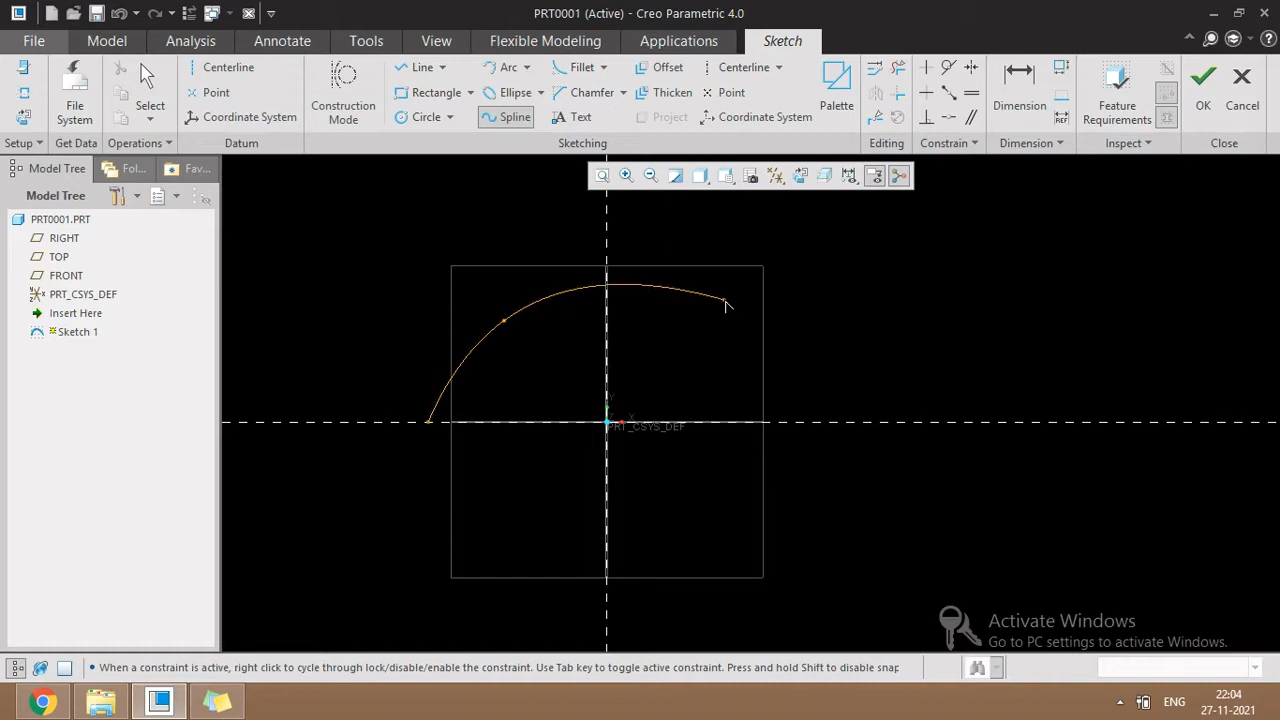 PRT0001 (Active) - Creo Parametric 4.0
File Model Analysis Annotate Tools View Flexible Modeling Applications Sketch
Centerline Line Arc Fillet Offset Centerline
Point Rectangle Ellipse Chamfer Thicken Point
Coordinate System Circle Spline Text Project Coordinate System
File System
Select
Construction Mode
Palette
Dimension
Feature Requirements
OK
Cancel
Setup Get Data Operations Datum Sketching Editing Constrain Dimension Inspect Close
Model Tree Fol... Fav...
Model Tree
PRT0001.PRT
RIGHT
TOP
FRONT
PRT_CSYS_DEF
Insert Here
Sketch 1
Y
X
PRT_CSYS_DEF
Activate Windows
Go to PC settings to activate Windows.
• When a constraint is active, right click to cycle through lock/disable/enable the constraint. Use Tab key to toggle active constraint. Press and hold Shift to disable snap
ENG
22:04
27-11-2021